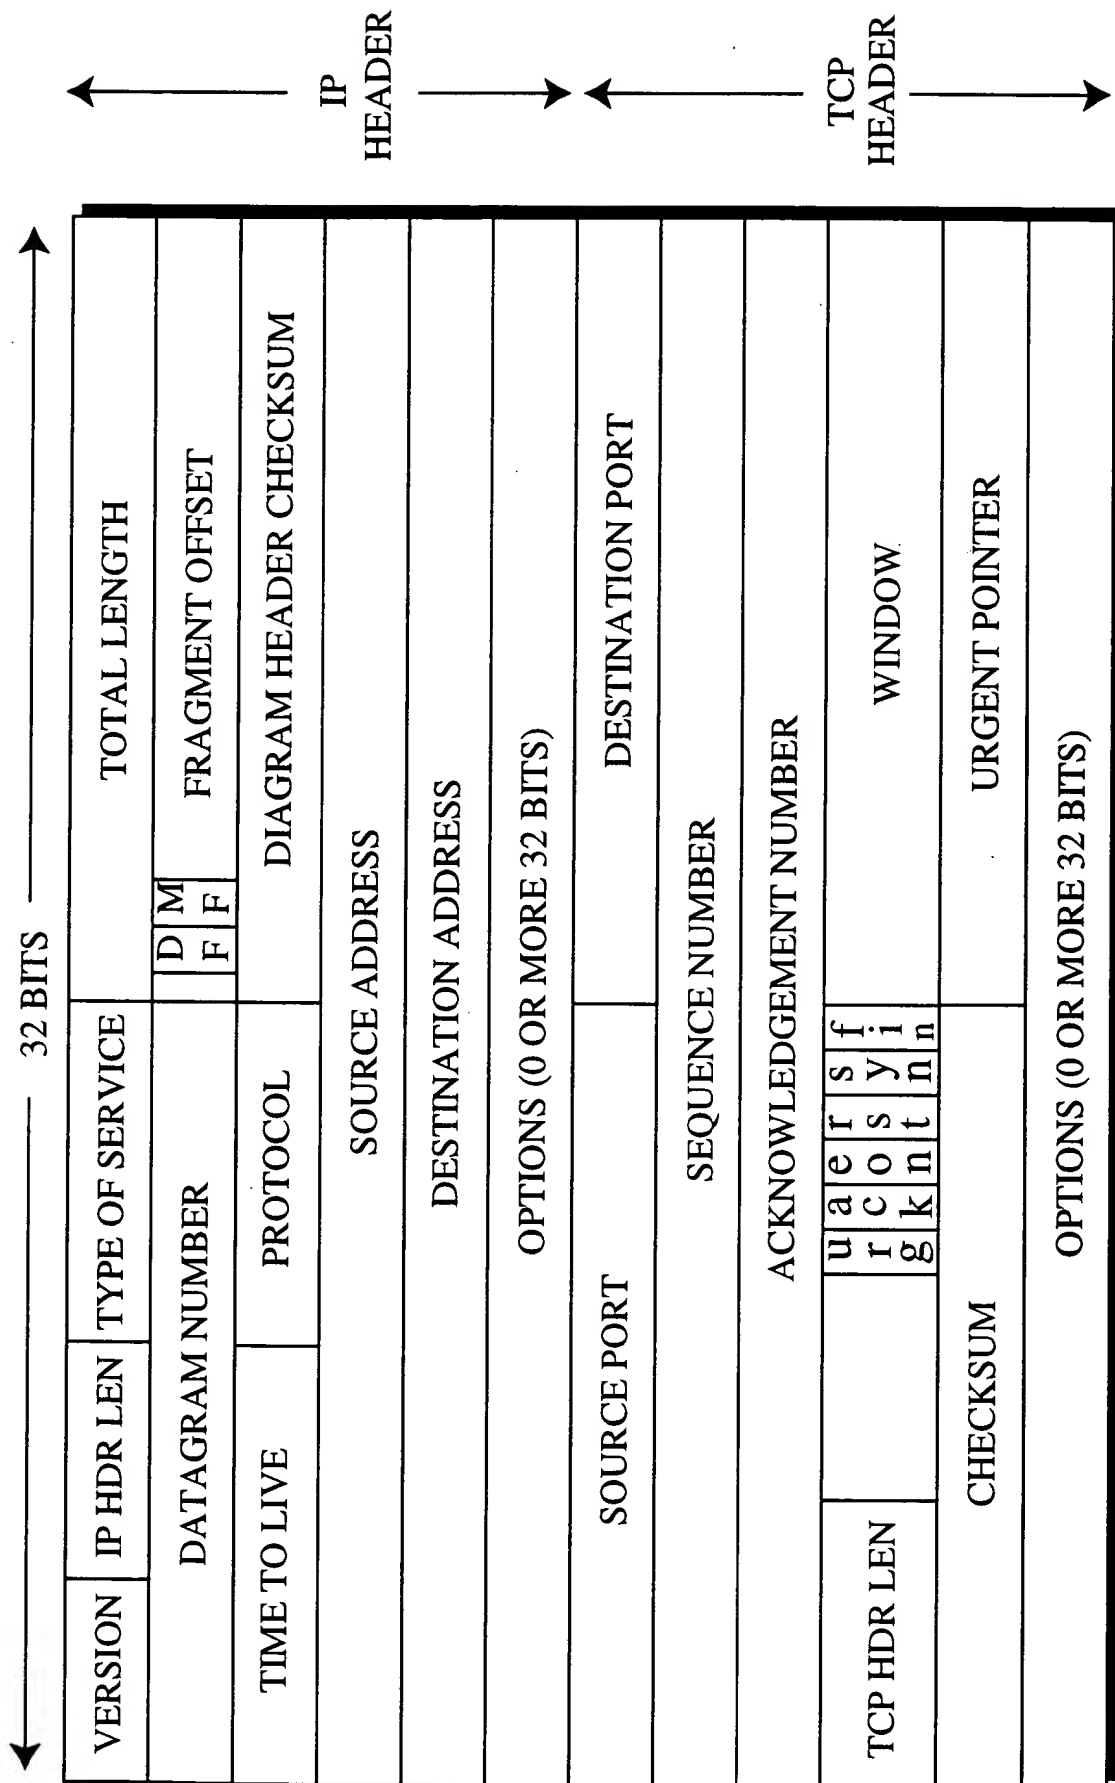 32 BITS
VERSION IP HDR LEN TYPE OF SERVICE TOTAL LENGTH
DATAGRAM NUMBER DF MF FRAGMENT OFFSET
TIME TO LIVE PROTOCOL DIAGRAM HEADER CHECKSUM
SOURCE ADDRESS
DESTINATION ADDRESS
OPTIONS (0 OR MORE 32 BITS)
IP
HEADER
SOURCE PORT DESTINATION PORT
SEQUENCE NUMBER
ACKNOWLEDGEMENT NUMBER
TCP HDR LEN urg ack eon rst syn fin WINDOW
CHECKSUM URGENT POINTER
OPTIONS (0 OR MORE 32 BITS)
TCP
HEADER